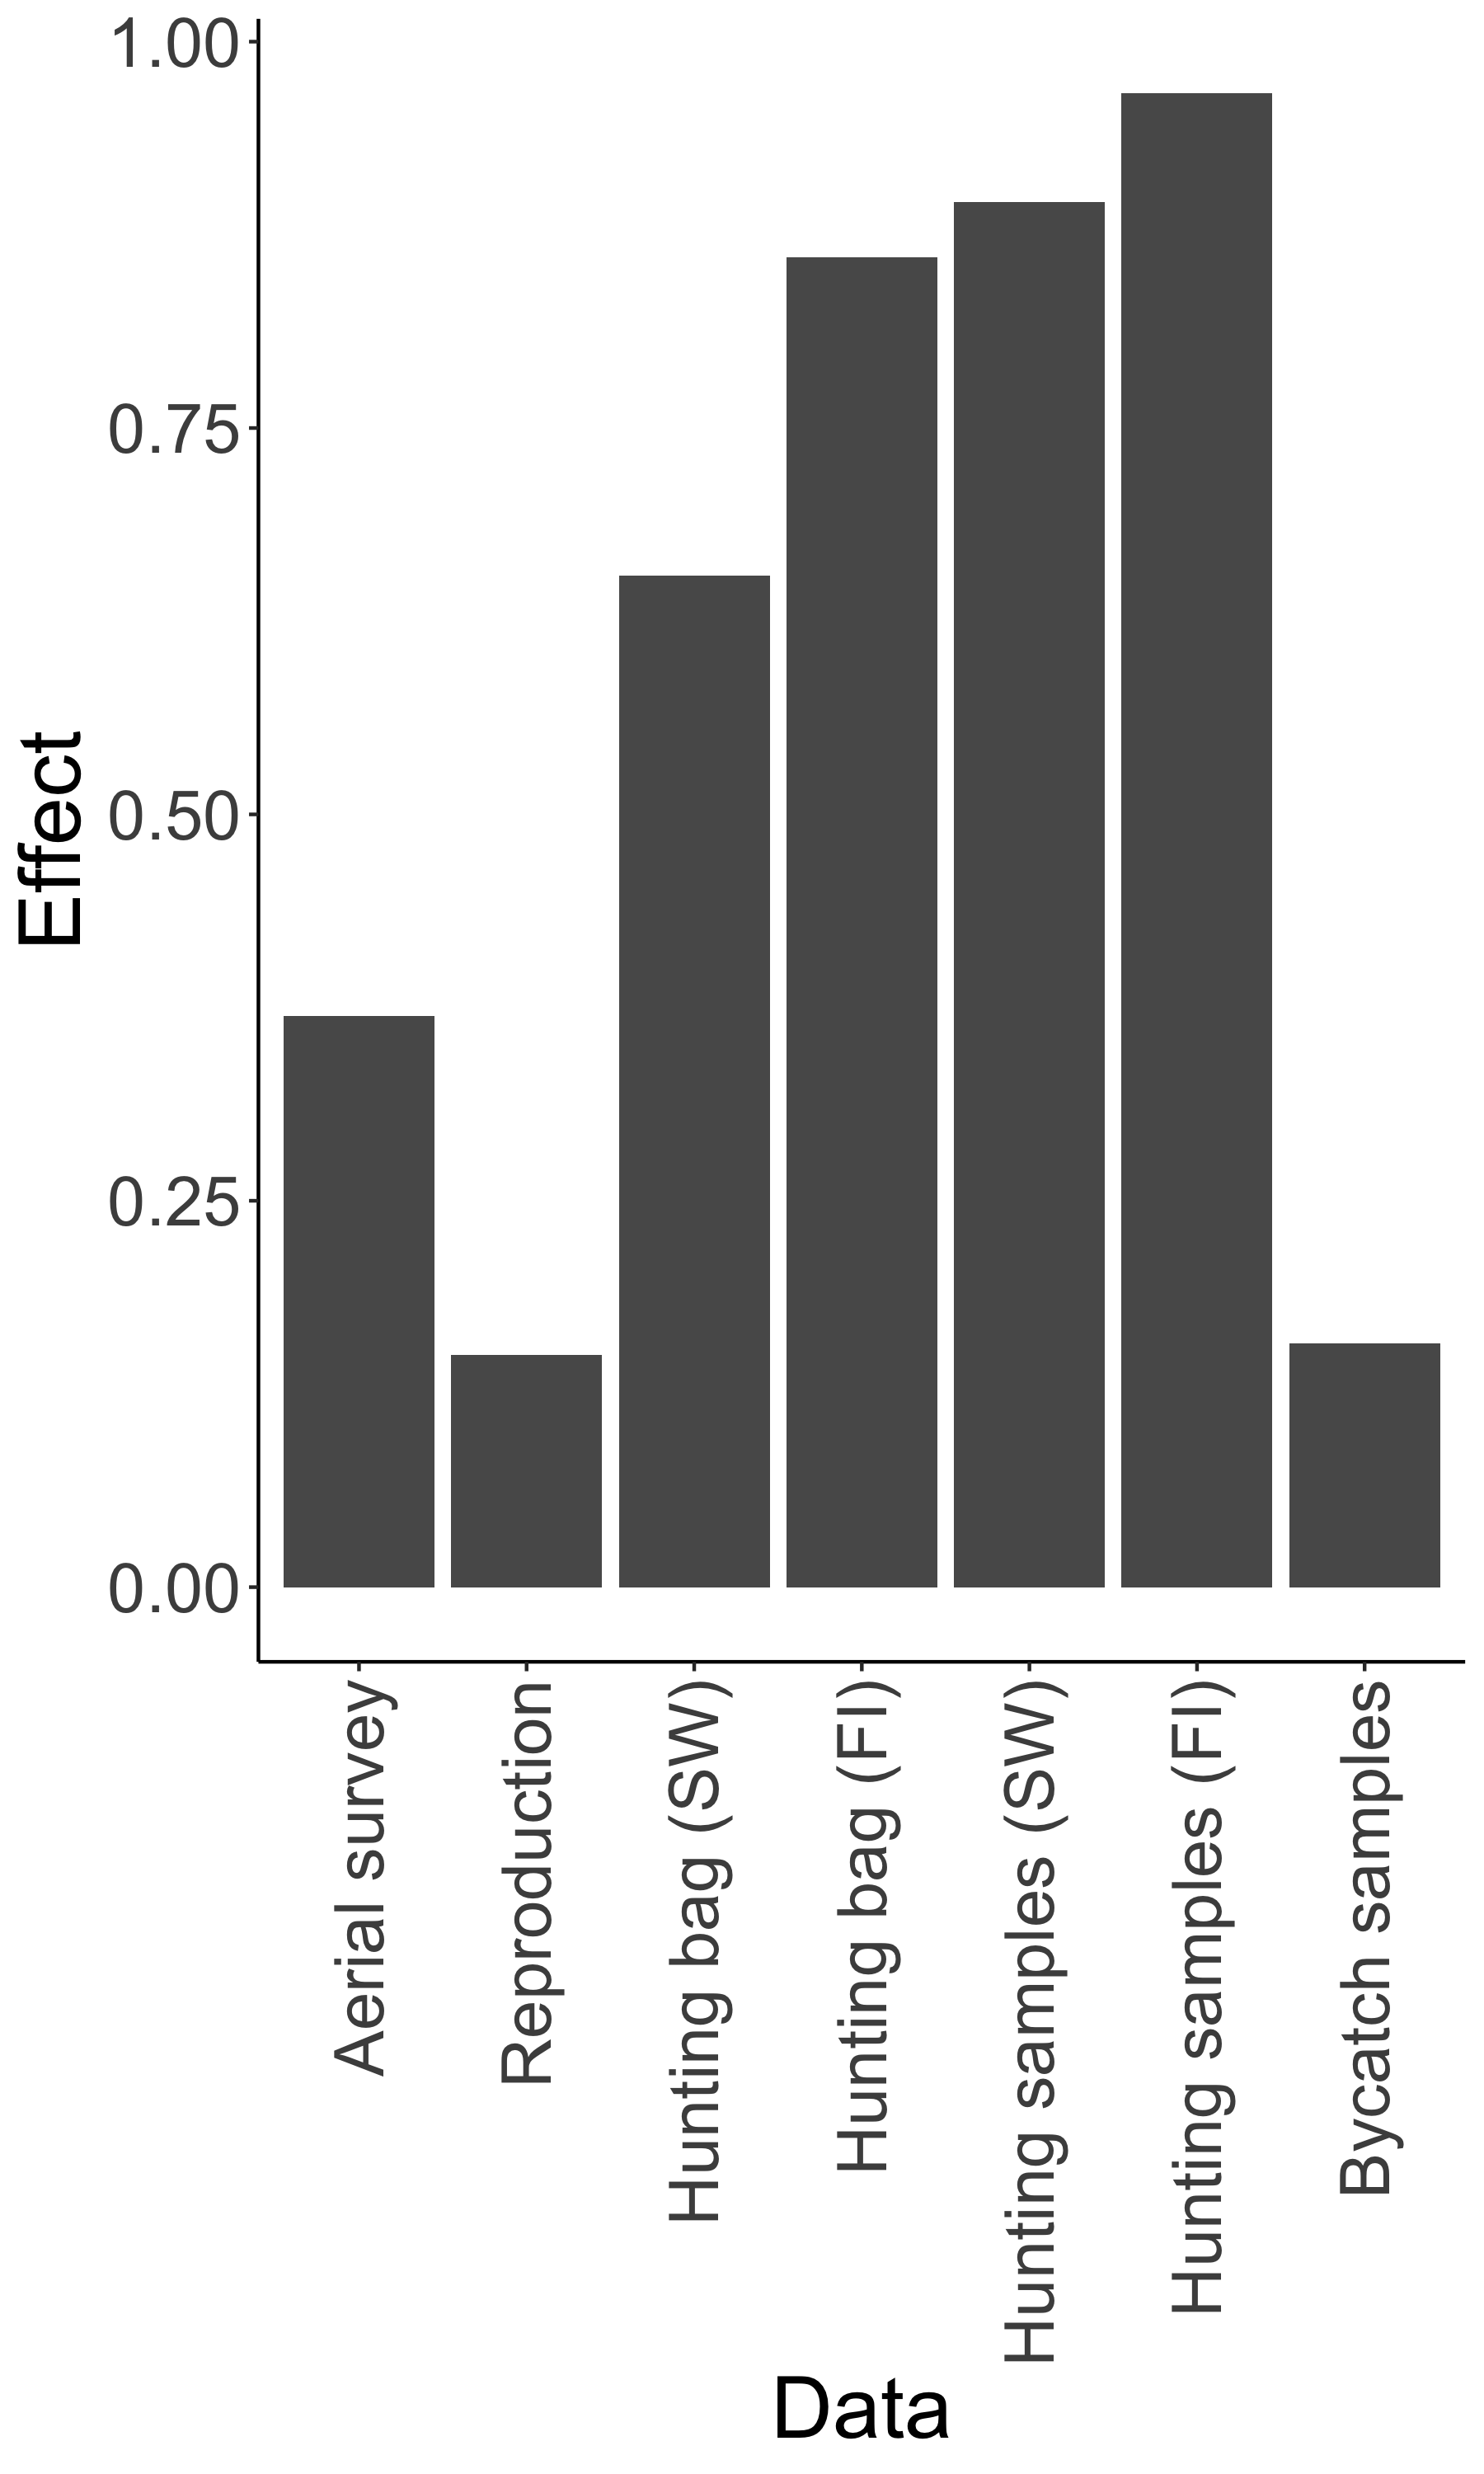 1.00
0.75
0.50
0.25
0.00
Effect
Aerial survey
Reproduction
Hunting bag (SW)
Hunting bag (FI)
Hunting samples (SW)
Hunting samples (FI)
Bycatch samples
Data